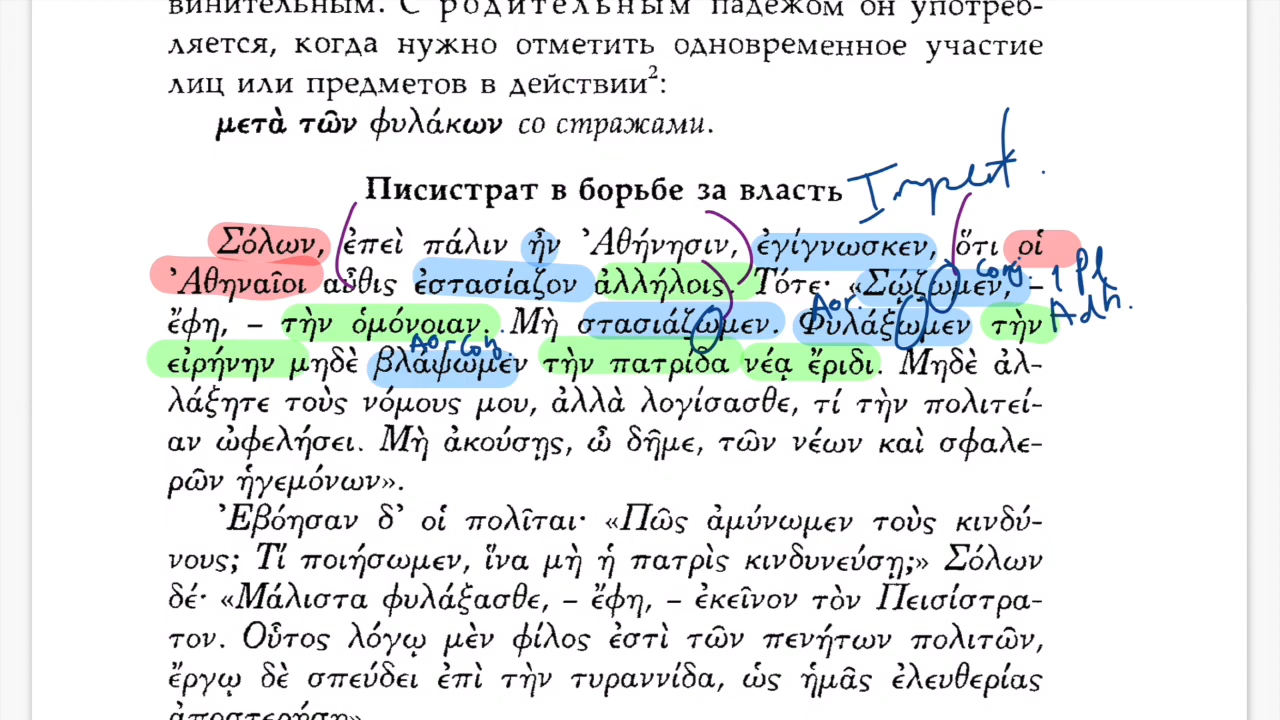 винительным. С родительным падежом он употреб-
ляется, когда нужно отметить одновременное участие
лиц или предметов в действии²:
μετὰ τῶν φυλάκων со стражами.
Писистрат в борьбе за власть
Imperf.
Σόλων, ἐπεὶ πάλιν ἦν Ἀθήνησιν, ἐγίγνωσκεν, ὅτι οἱ
Ἀθηναῖοι αὖθις ἐστασίαζον ἀλλήλοις. Τότε· «Σῴζωμεν, –
Conj 1 Pl
Adh.
Aor.
ἔφη, – τὴν ὁμόνοιαν. Μὴ στασιάζωμεν. Φυλάξωμεν τὴν
Aor Conj
εἰρήνην μηδὲ βλάψωμεν τὴν πατρίδα νέᾳ ἔριδι. Μηδὲ ἀλ-
λάξητε τοὺς νόμους μου, ἀλλὰ λογίσασθε, τί τὴν πολιτεί-
αν ὠφελήσει. Μὴ ἀκούσῃς, ὦ δῆμε, τῶν νέων καὶ σφαλε-
ρῶν ἡγεμόνων».
Ἐβόησαν δ’ οἱ πολῖται· «Πῶς ἀμύνωμεν τοὺς κινδύ-
νους; Τί ποιήσωμεν, ἵνα μὴ ἡ πατρὶς κινδυνεύσῃ;» Σόλων
δέ· «Μάλιστα φυλάξασθε, – ἔφη, – ἐκεῖνον τὸν Πεισίστρα-
τον. Οὗτος λόγῳ μὲν φίλος ἐστὶ τῶν πενήτων πολιτῶν,
ἔργῳ δὲ σπεύδει ἐπὶ τὴν τυραννίδα, ὡς ἡμᾶς ἐλευθερίας
ἀποστερήσῃ».